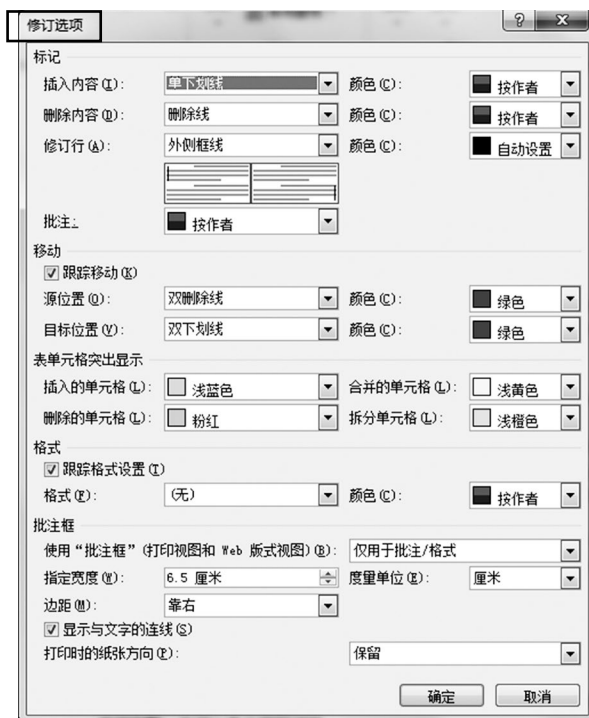 修订选项
标记
插入内容(I): 单下划线 颜色(C): 按作者
删除内容(D): 删除线 颜色(C): 按作者
修订行(A): 外侧框线 颜色(C): 自动设置
批注: 按作者
移动
跟踪移动(K)
源位置(O): 双删除线 颜色(C): 绿色
目标位置(V): 双下划线 颜色(C): 绿色
表单元格突出显示
插入的单元格(L): 浅蓝色 合并的单元格(L): 浅黄色
删除的单元格(L): 粉红 拆分单元格(L): 浅橙色
格式
跟踪格式设置(T)
格式(F): (无) 颜色(C): 按作者
批注框
使用“批注框”(打印视图和 Web 版式视图)(B): 仅用于批注/格式
指定宽度(W): 6.5 厘米 度量单位(E): 厘米
边距(M): 靠右
显示与文字的连线(S)
打印时的纸张方向(P): 保留
确定 取消